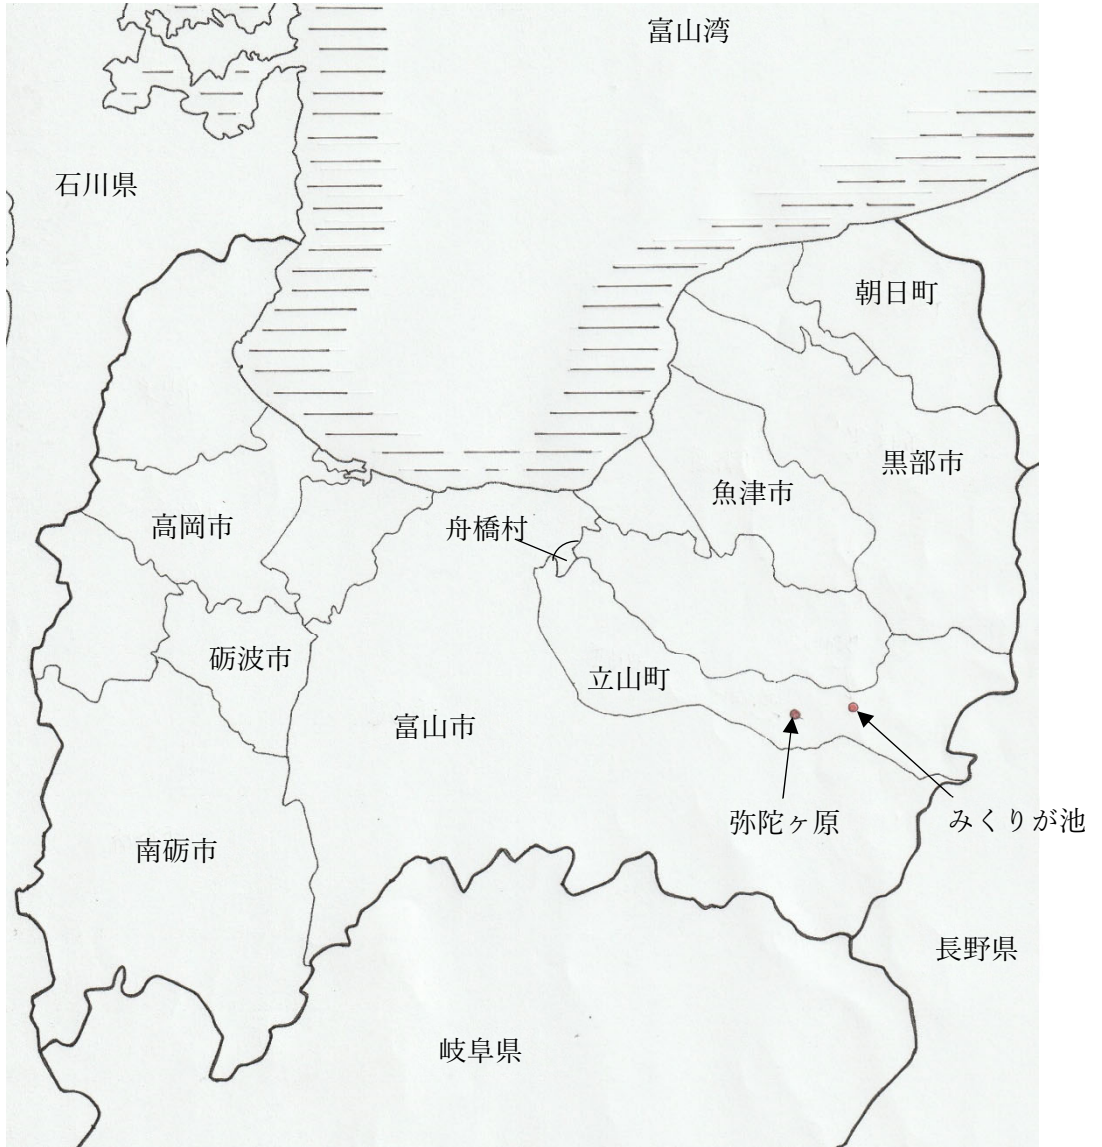 富山湾
石川県
朝日町
黒部市
魚津市
高岡市
舟橋村
砺波市
立山町
富山市
弥陀ヶ原
みくりが池
南砺市
長野県
岐阜県